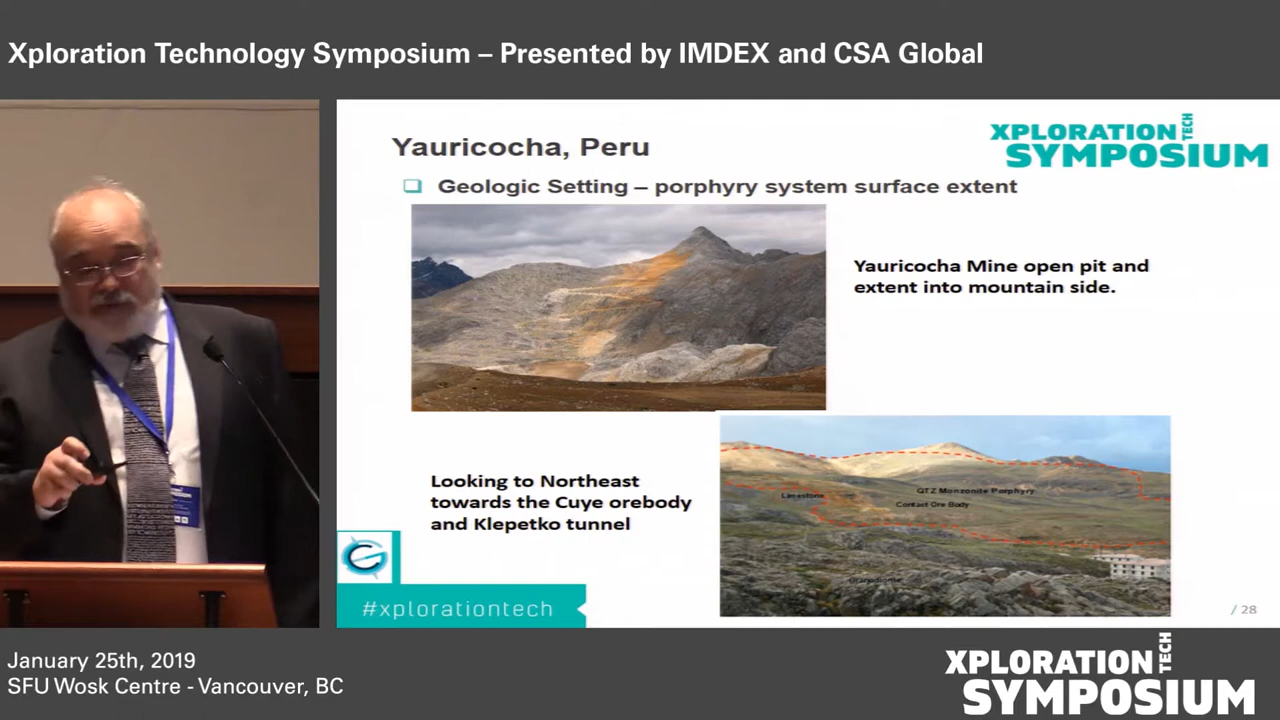 Xploration Technology Symposium – Presented by IMDEX and CSA Global
XPLORATION TECH
SYMPOSIUM
Yauricocha, Peru
Geologic Setting – porphyry system surface extent
Yauricocha Mine open pit and
extent into mountain side.
Looking to Northeast
towards the Cuye orebody
and Klepetko tunnel
Limestone
QTZ Monzonite Porphyry
Contact Ore Body
Granodiorite
SYMPOSIUM
#xplorationtech
/ 28
January 25th, 2019
SFU Wosk Centre - Vancouver, BC
XPLORATION TECH
SYMPOSIUM